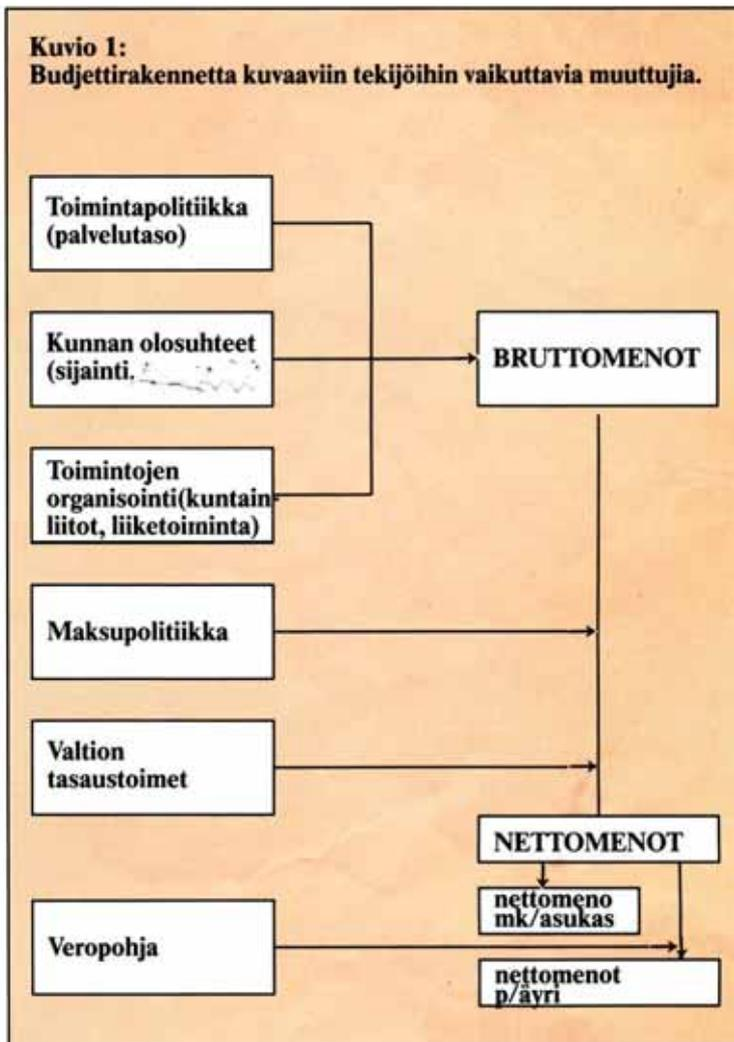 Kuvio 1:
Budjettirakennetta kuvaaviin tekijöihin vaikuttavia muuttujia.
Toimintapolitiikka
(palvelutaso)
Kunnan olosuhteet
(sijainti.
BRUTTOMENOT
Toimintojen
organisointi(kuntain-
liitot, liiketoiminta)
Maksupolitiikka
Valtion
tasaustoimet
NETTOMENOT
nettomeno
mk/asukas
Veropohja
nettomenot
p/äyri